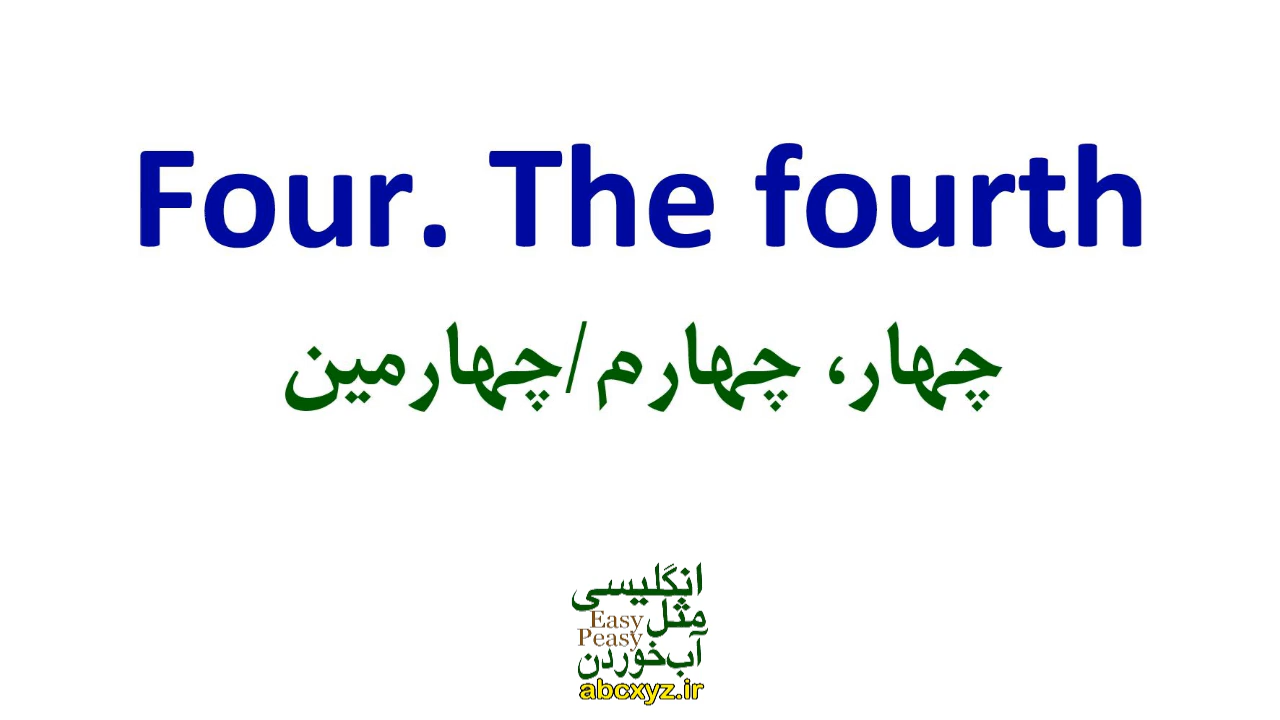 Four. The fourth
چهار، چهارم/چهارمین
انگلیسی
مثل
Easy
Peasy
آب‌خوردن
abcxyz.ir